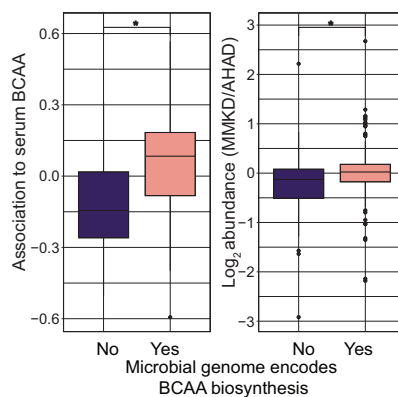 Association to serum BCAA
0.6
0.3
0.0
−0.3
−0.6
*
No Yes
Log2 abundance (MMKD/AHAD)
3
2
1
0
−1
−2
−3
*
No Yes
Microbial genome encodes
BCAA biosynthesis